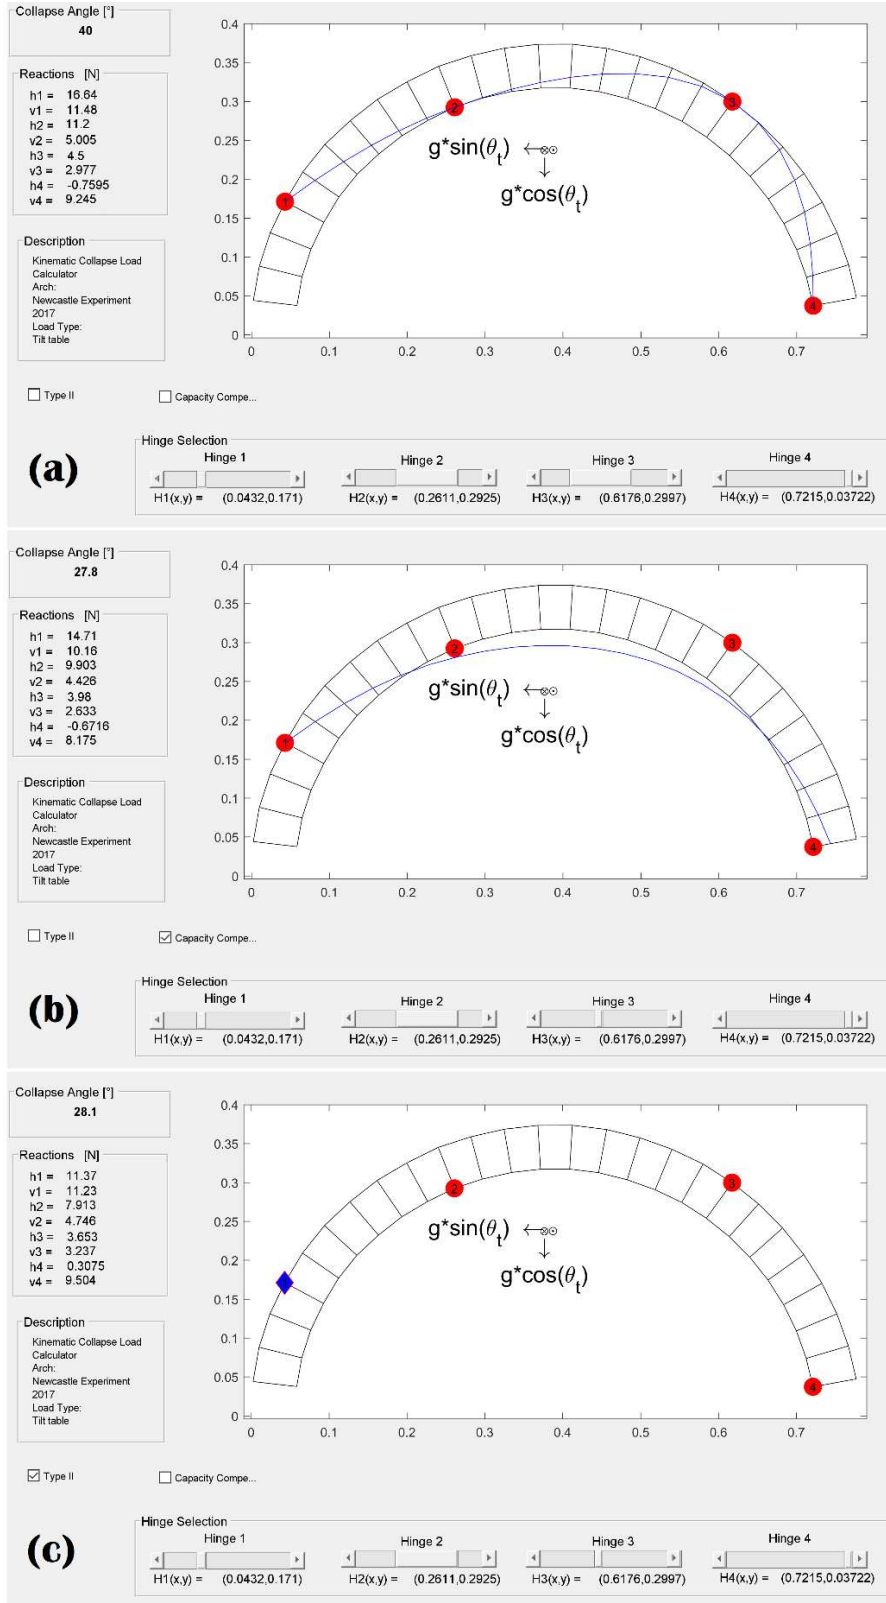 Collapse Angle [°]
40
Reactions [N]
h1 = 16.64
v1 = 11.48
h2 = 11.2
v2 = 5.005
h3 = 4.5
v3 = 2.977
h4 = -0.7595
v4 = 9.245
Description
Kinematic Collapse Load
Calculator
Arch:
Newcastle Experiment
2017
Load Type:
Tilt table
0.4
0.35
0.3
0.25
0.2
0.15
0.1
0.05
0
0 0.1 0.2 0.3 0.4 0.5 0.6 0.7
1
2
3
4
g*sin(θt)
g*cos(θt)
Type II
Capacity Compe...
(a)
Hinge Selection
Hinge 1 Hinge 2 Hinge 3 Hinge 4
H1(x,y) = (0.0432,0.171) H2(x,y) = (0.2611,0.2925) H3(x,y) = (0.6176,0.2997) H4(x,y) = (0.7215,0.03722)
Collapse Angle [°]
27.8
Reactions [N]
h1 = 14.71
v1 = 10.16
h2 = 9.903
v2 = 4.426
h3 = 3.98
v3 = 2.633
h4 = -0.6716
v4 = 8.175
Description
Kinematic Collapse Load
Calculator
Arch:
Newcastle Experiment
2017
Load Type:
Tilt table
0.4
0.35
0.3
0.25
0.2
0.15
0.1
0.05
0
0 0.1 0.2 0.3 0.4 0.5 0.6 0.7
1
2
3
4
g*sin(θt)
g*cos(θt)
Type II
Capacity Compe...
(b)
Hinge Selection
Hinge 1 Hinge 2 Hinge 3 Hinge 4
H1(x,y) = (0.0432,0.171) H2(x,y) = (0.2611,0.2925) H3(x,y) = (0.6176,0.2997) H4(x,y) = (0.7215,0.03722)
Collapse Angle [°]
28.1
Reactions [N]
h1 = 11.37
v1 = 11.23
h2 = 7.913
v2 = 4.746
h3 = 3.653
v3 = 3.237
h4 = 0.3075
v4 = 9.504
Description
Kinematic Collapse Load
Calculator
Arch:
Newcastle Experiment
2017
Load Type:
Tilt table
0.4
0.35
0.3
0.25
0.2
0.15
0.1
0.05
0
0 0.1 0.2 0.3 0.4 0.5 0.6 0.7
2
3
4
g*sin(θt)
g*cos(θt)
Type II
Capacity Compe...
(c)
Hinge Selection
Hinge 1 Hinge 2 Hinge 3 Hinge 4
H1(x,y) = (0.0432,0.171) H2(x,y) = (0.2611,0.2925) H3(x,y) = (0.6176,0.2997) H4(x,y) = (0.7215,0.03722)